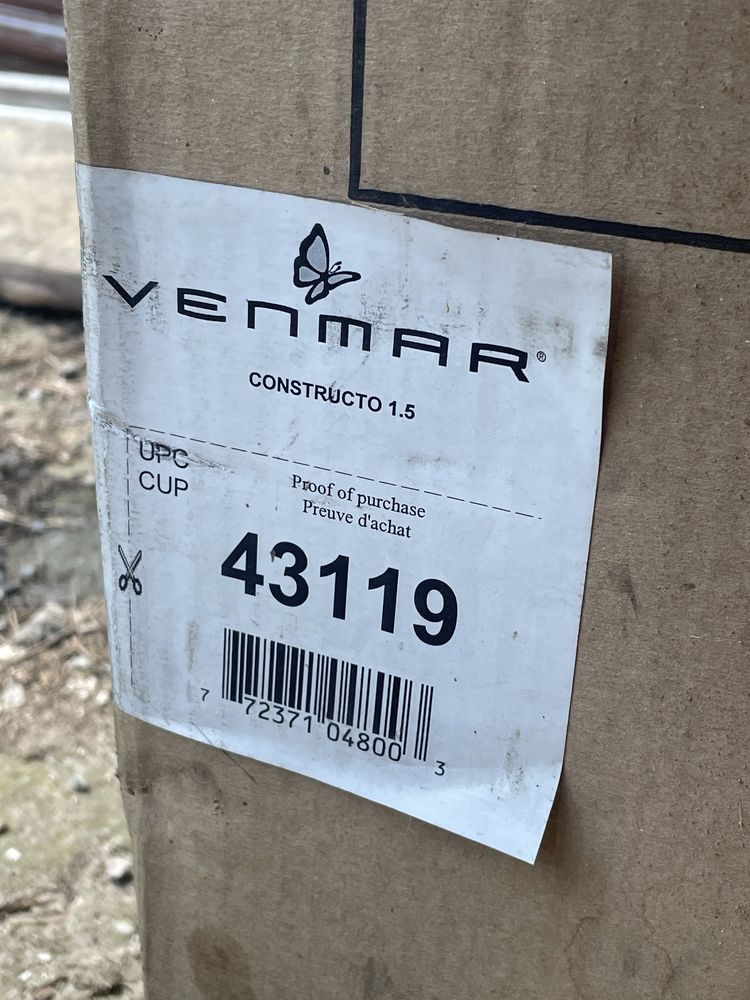 VENMAR®
CONSTRUCTO 1.5
UPC
CUP
Proof of purchase
Preuve d'achat
43119
7 72371 04800 3